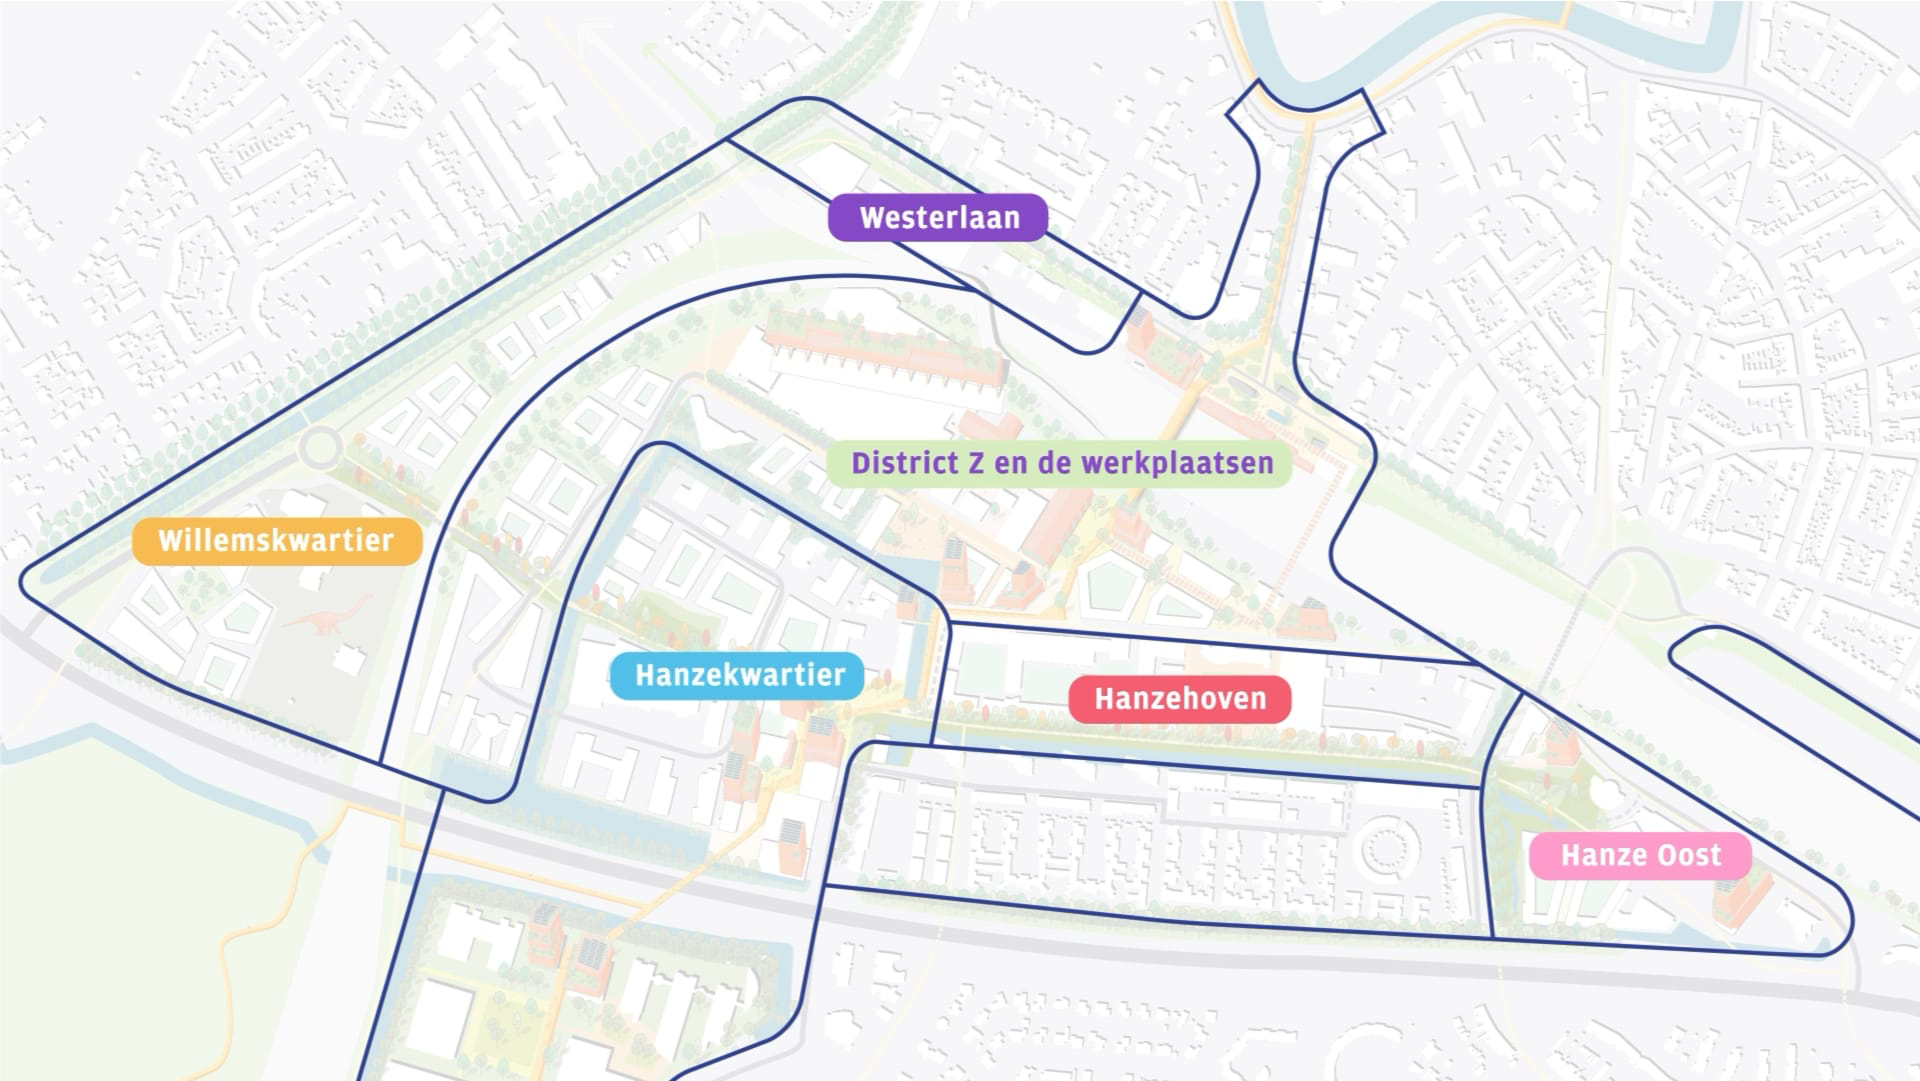 Westerlaan
District Z en de werkplaatsen
Willemskwartier
Hanzekwartier
Hanzehoven
Hanze Oost